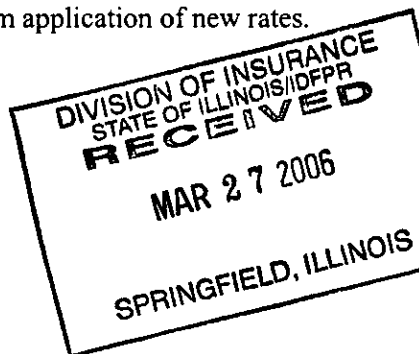 m application of new rates.
DIVISION OF INSURANCE
STATE OF ILLINOIS/IDFPR
RECEIVED
MAR 27 2006
SPRINGFIELD, ILLINOIS